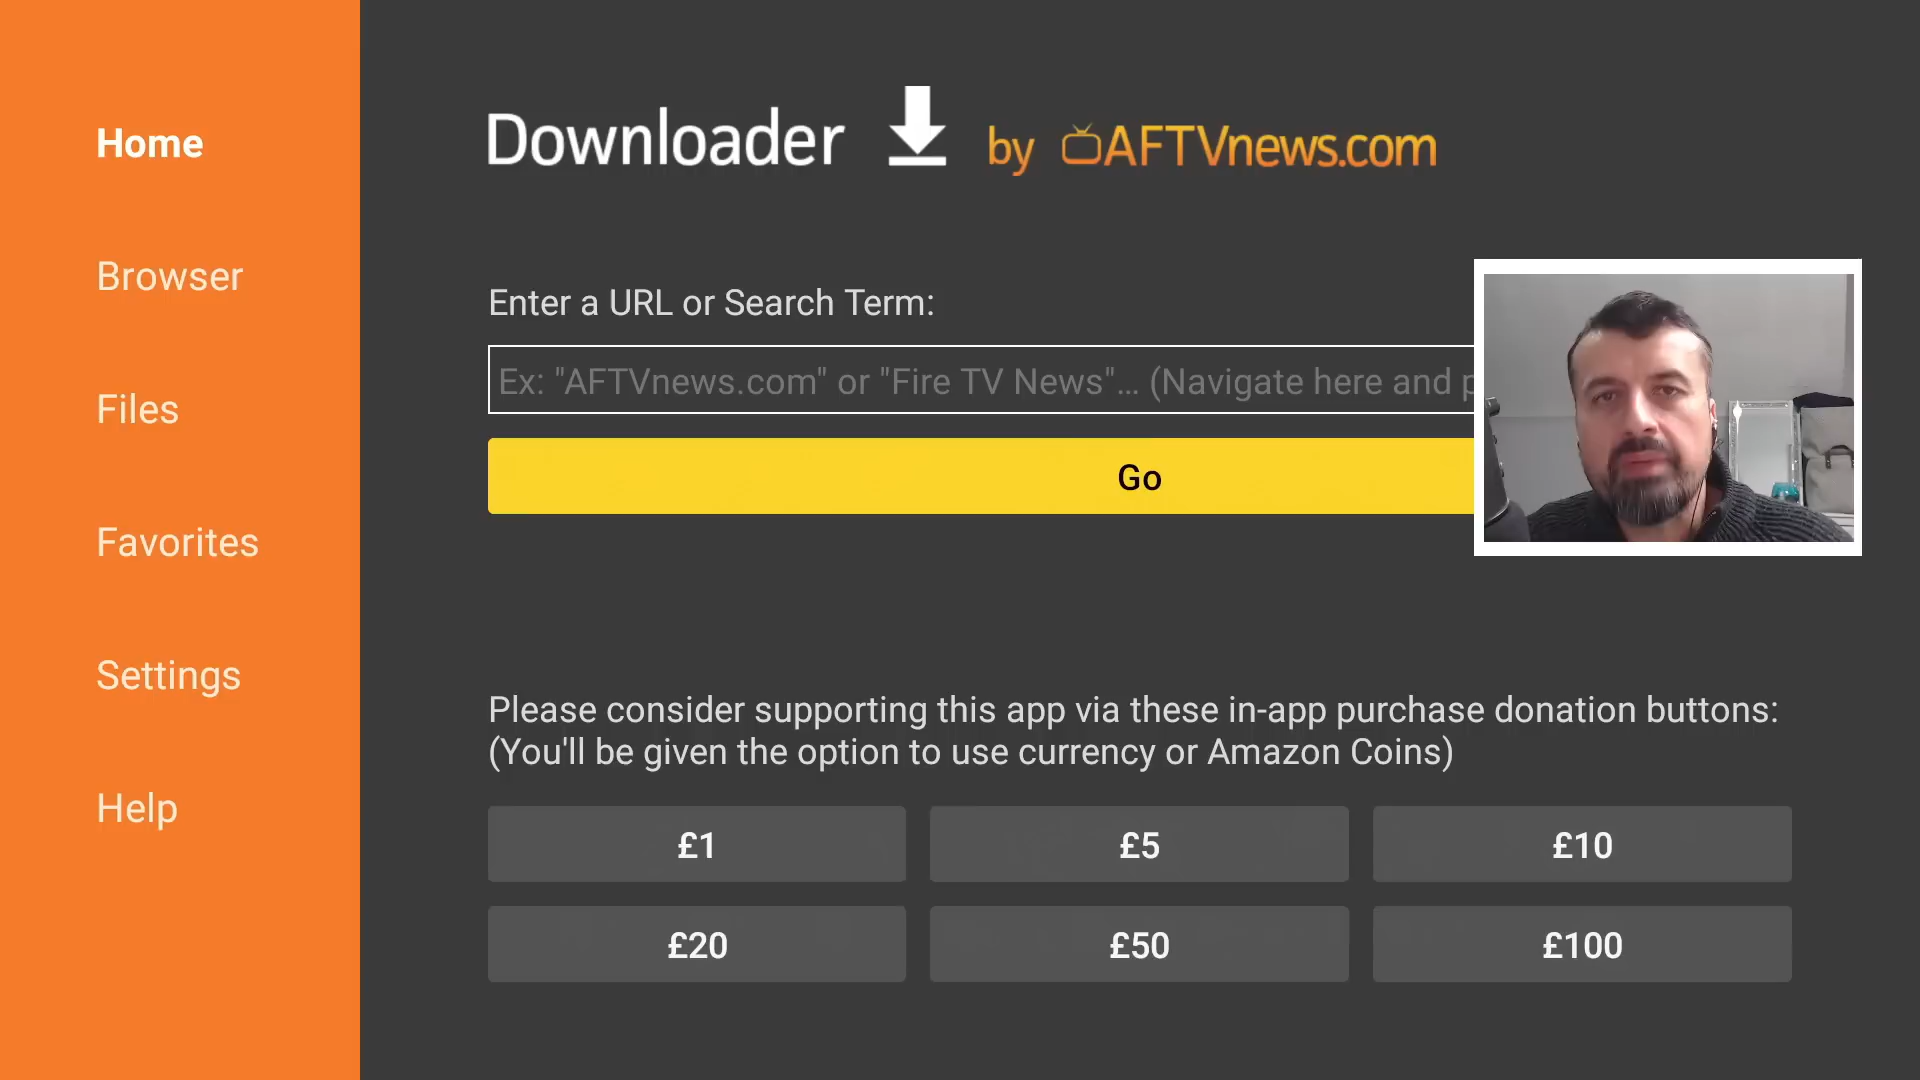 Home
Browser
Files
Favorites
Settings
Help
Downloader by AFTVnews.com
Enter a URL or Search Term:
Ex: "AFTVnews.com" or "Fire TV News"... (Navigate here and p
Go
Please consider supporting this app via these in-app purchase donation buttons:
(You'll be given the option to use currency or Amazon Coins)
£1 £5 £10
£20 £50 £100